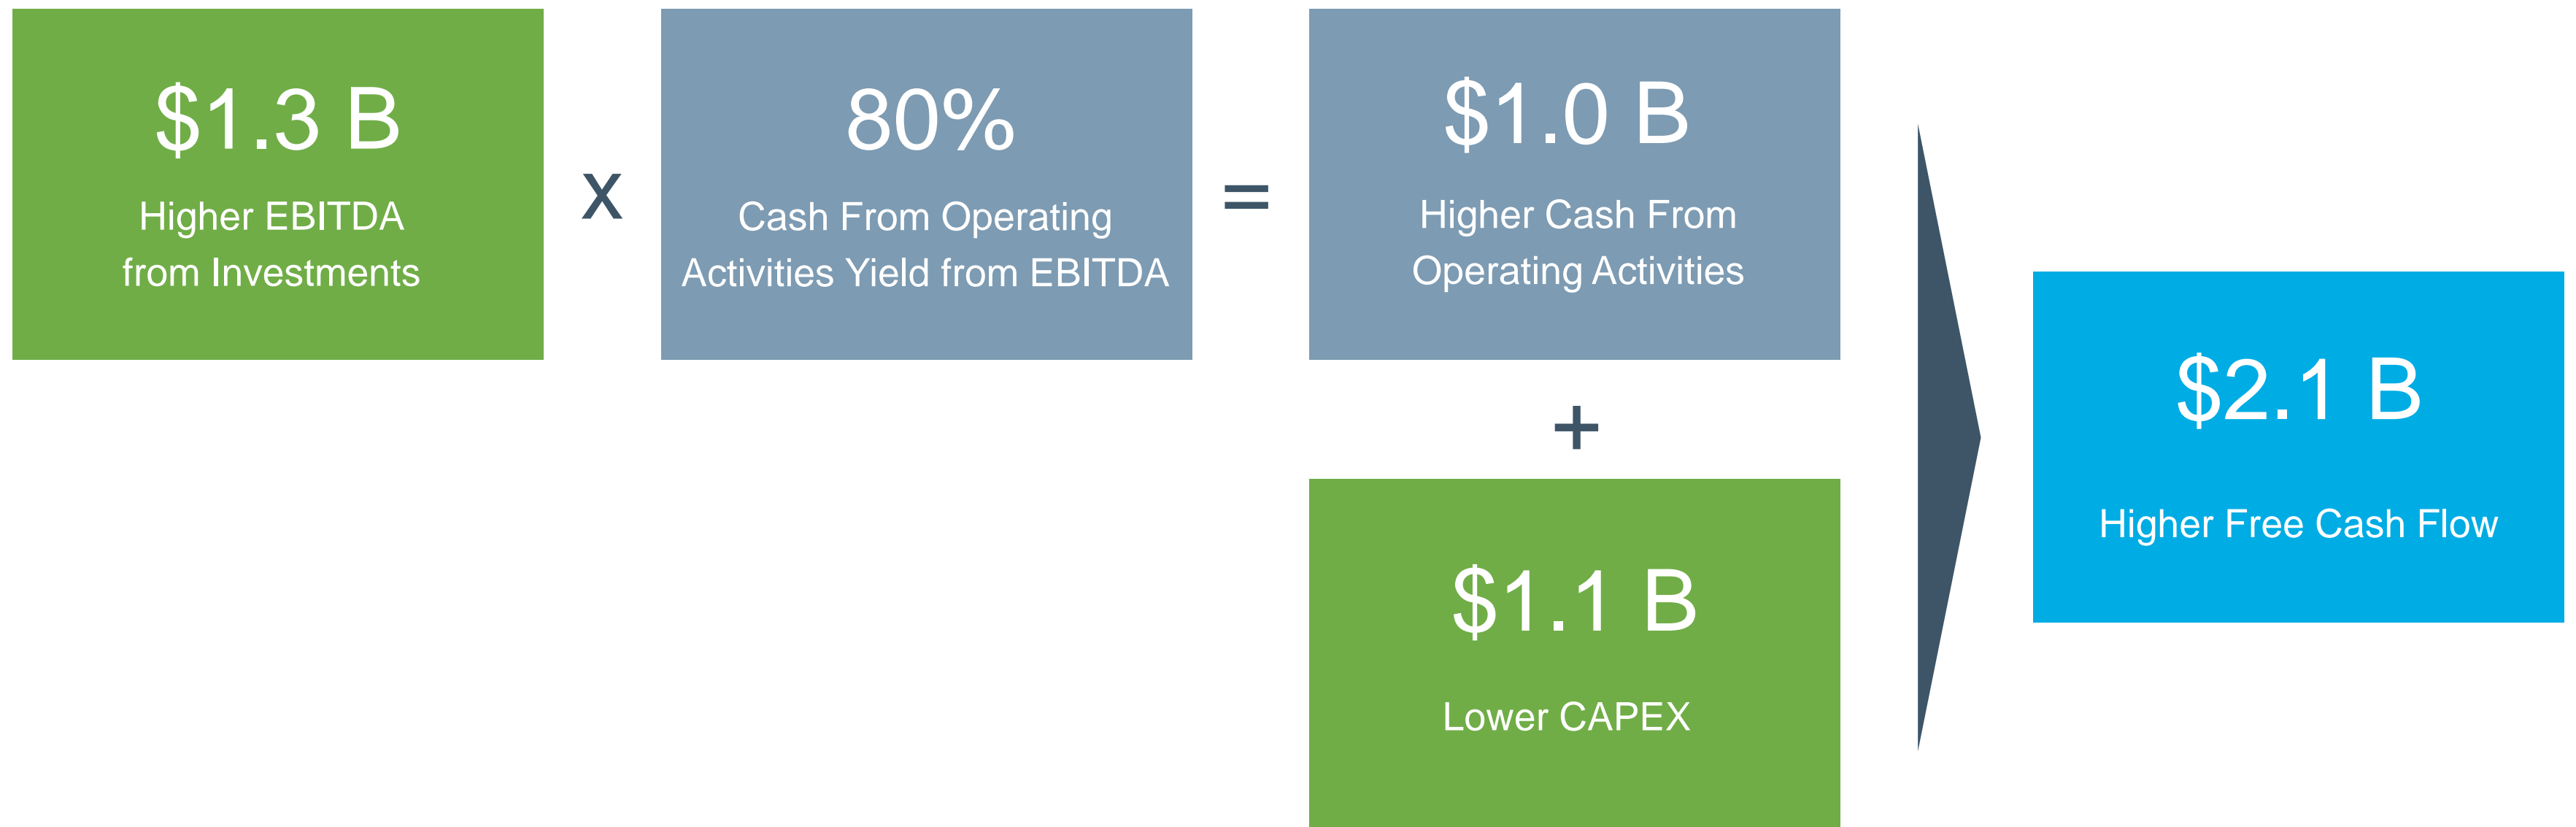 $1.3 B
Higher EBITDA
from Investments
x
80%
Cash From Operating
Activities Yield from EBITDA
=
$1.0 B
Higher Cash From
Operating Activities
+
$1.1 B
Lower CAPEX
$2.1 B
Higher Free Cash Flow